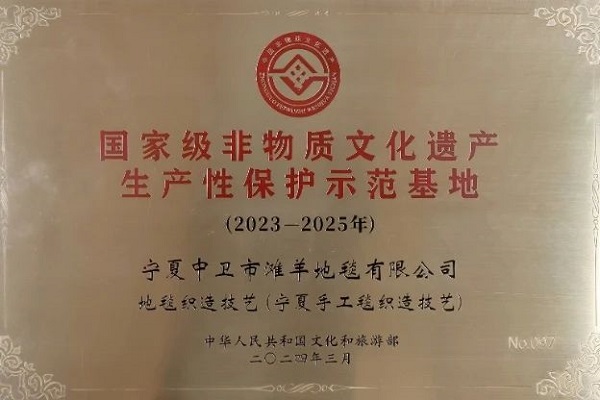 国家级非物质文化遗产
生产性保护示范基地
(2023—2025年)
宁夏中卫市滩羊地毯有限公司
地毯织造技艺(宁夏手工毯织造技艺)
中华人民共和国文化和旅游部
二〇二四年三月